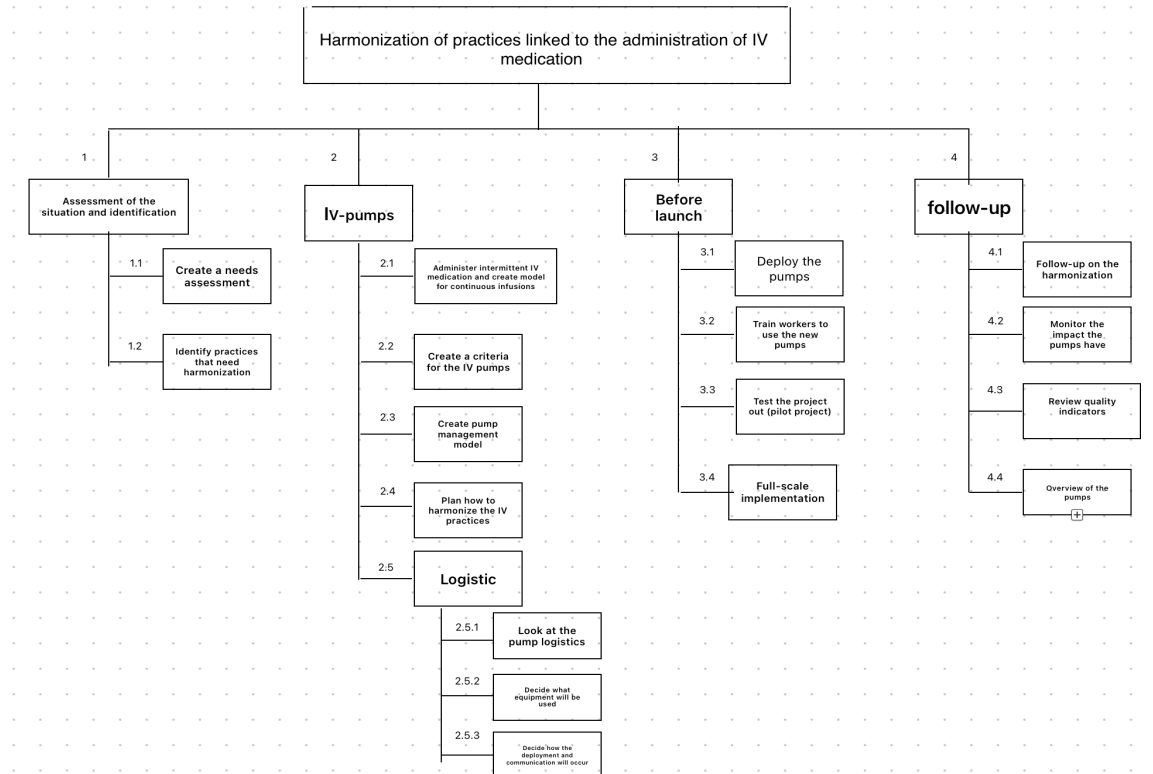 Harmonization of practices linked to the administration of IV
medication
1
Assessment of the
situation and identification
1.1
Create a needs
assessment
1.2
Identify practices
that need
harmonization
2
IV-pumps
2.1
Administer intermittent IV
medication and create model
for continuous infusions
2.2
Create a criteria
for the IV pumps
2.3
Create pump
management
model
2.4
Plan how to
harmonize the IV
practices
2.5
Logistic
2.5.1
Look at the
pump logistics
2.5.2
Decide what
equipment will be
used
2.5.3
Decide how the
deployment and
communication will occur
3
Before
launch
3.1
Deploy the
pumps
3.2
Train workers to
use the new
pumps
3.3
Test the project
out (pilot project)
3.4
Full-scale
implementation
4
follow-up
4.1
Follow-up on the
harmonization
4.2
Monitor the
impact the
pumps have
4.3
Review quality
indicators
4.4
Overview of the
pumps